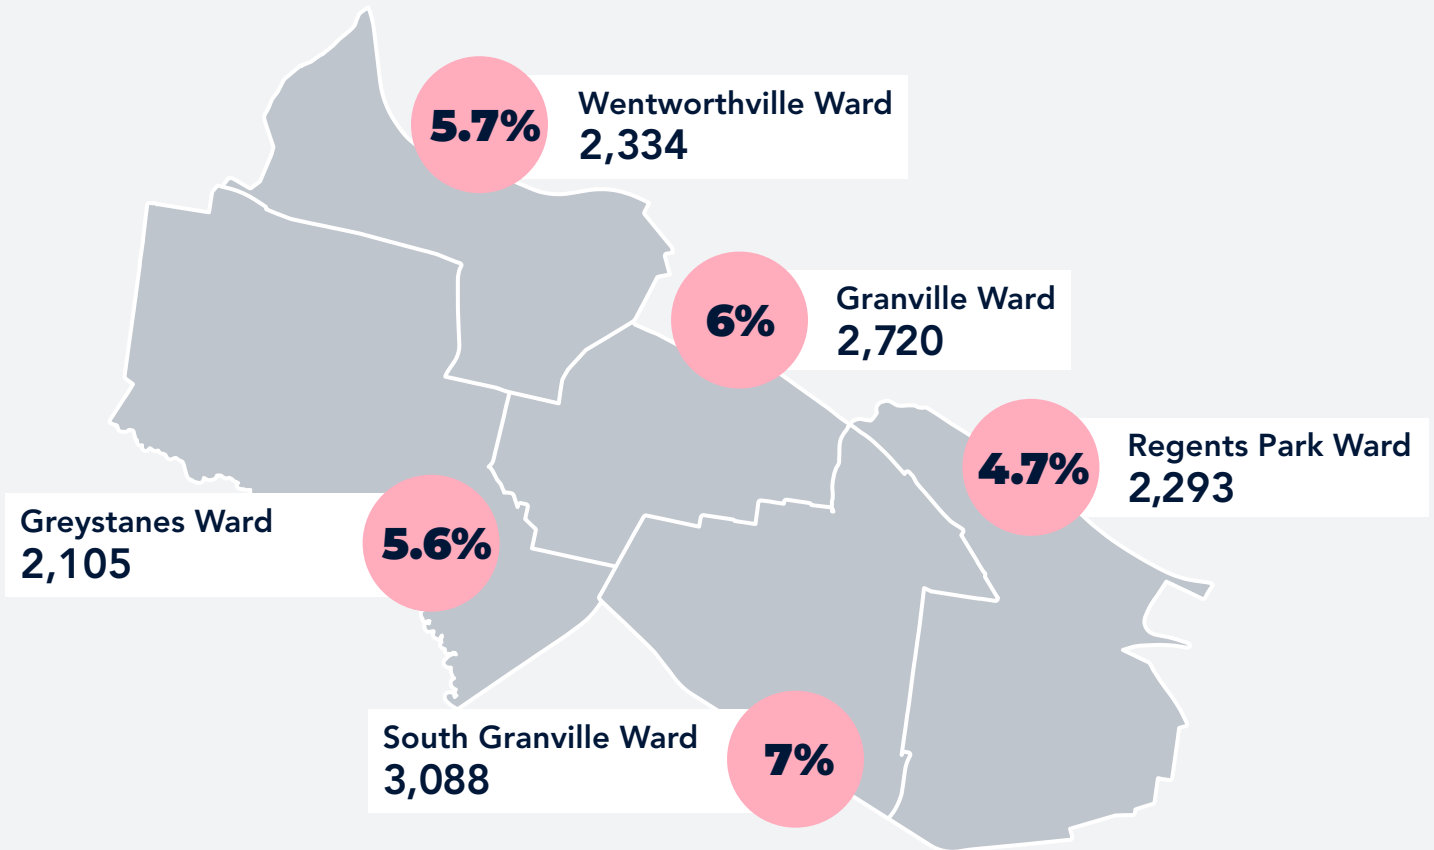 5.7%
Wentworthville Ward
2,334
6%
Granville Ward
2,720
4.7%
Regents Park Ward
2,293
Greystanes Ward
2,105
5.6%
South Granville Ward
3,088
7%